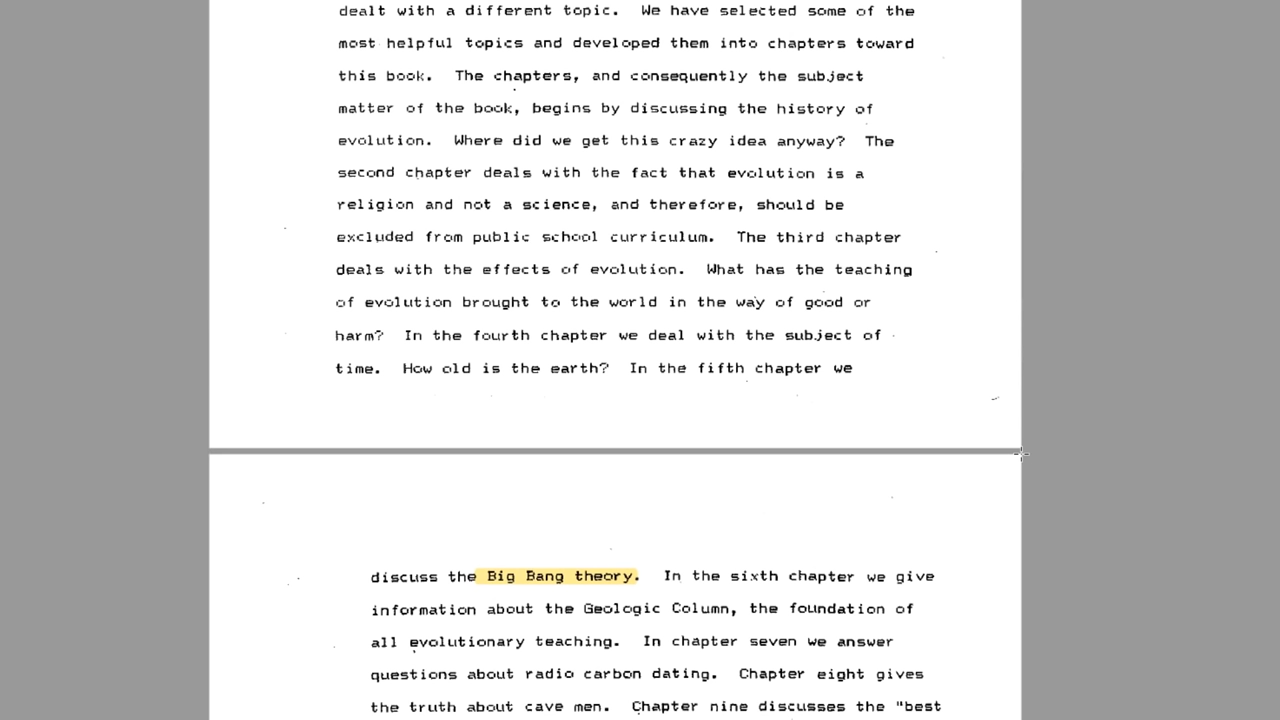 dealt with a different topic.  We have selected some of the
most helpful topics and developed them into chapters toward
this book.  The chapters, and consequently the subject
matter of the book, begins by discussing the history of
evolution.  Where did we get this crazy idea anyway?  The
second chapter deals with the fact that evolution is a
religion and not a science, and therefore, should be
excluded from public school curriculum.  The third chapter
deals with the effects of evolution.  What has the teaching
of evolution brought to the world in the way of good or
harm?  In the fourth chapter we deal with the subject of
time.  How old is the earth?  In the fifth chapter we
discuss the Big Bang theory.  In the sixth chapter we give
information about the Geologic Column, the foundation of
all evolutionary teaching.  In chapter seven we answer
questions about radio carbon dating.  Chapter eight gives
the truth about cave men.  Chapter nine discusses the "best